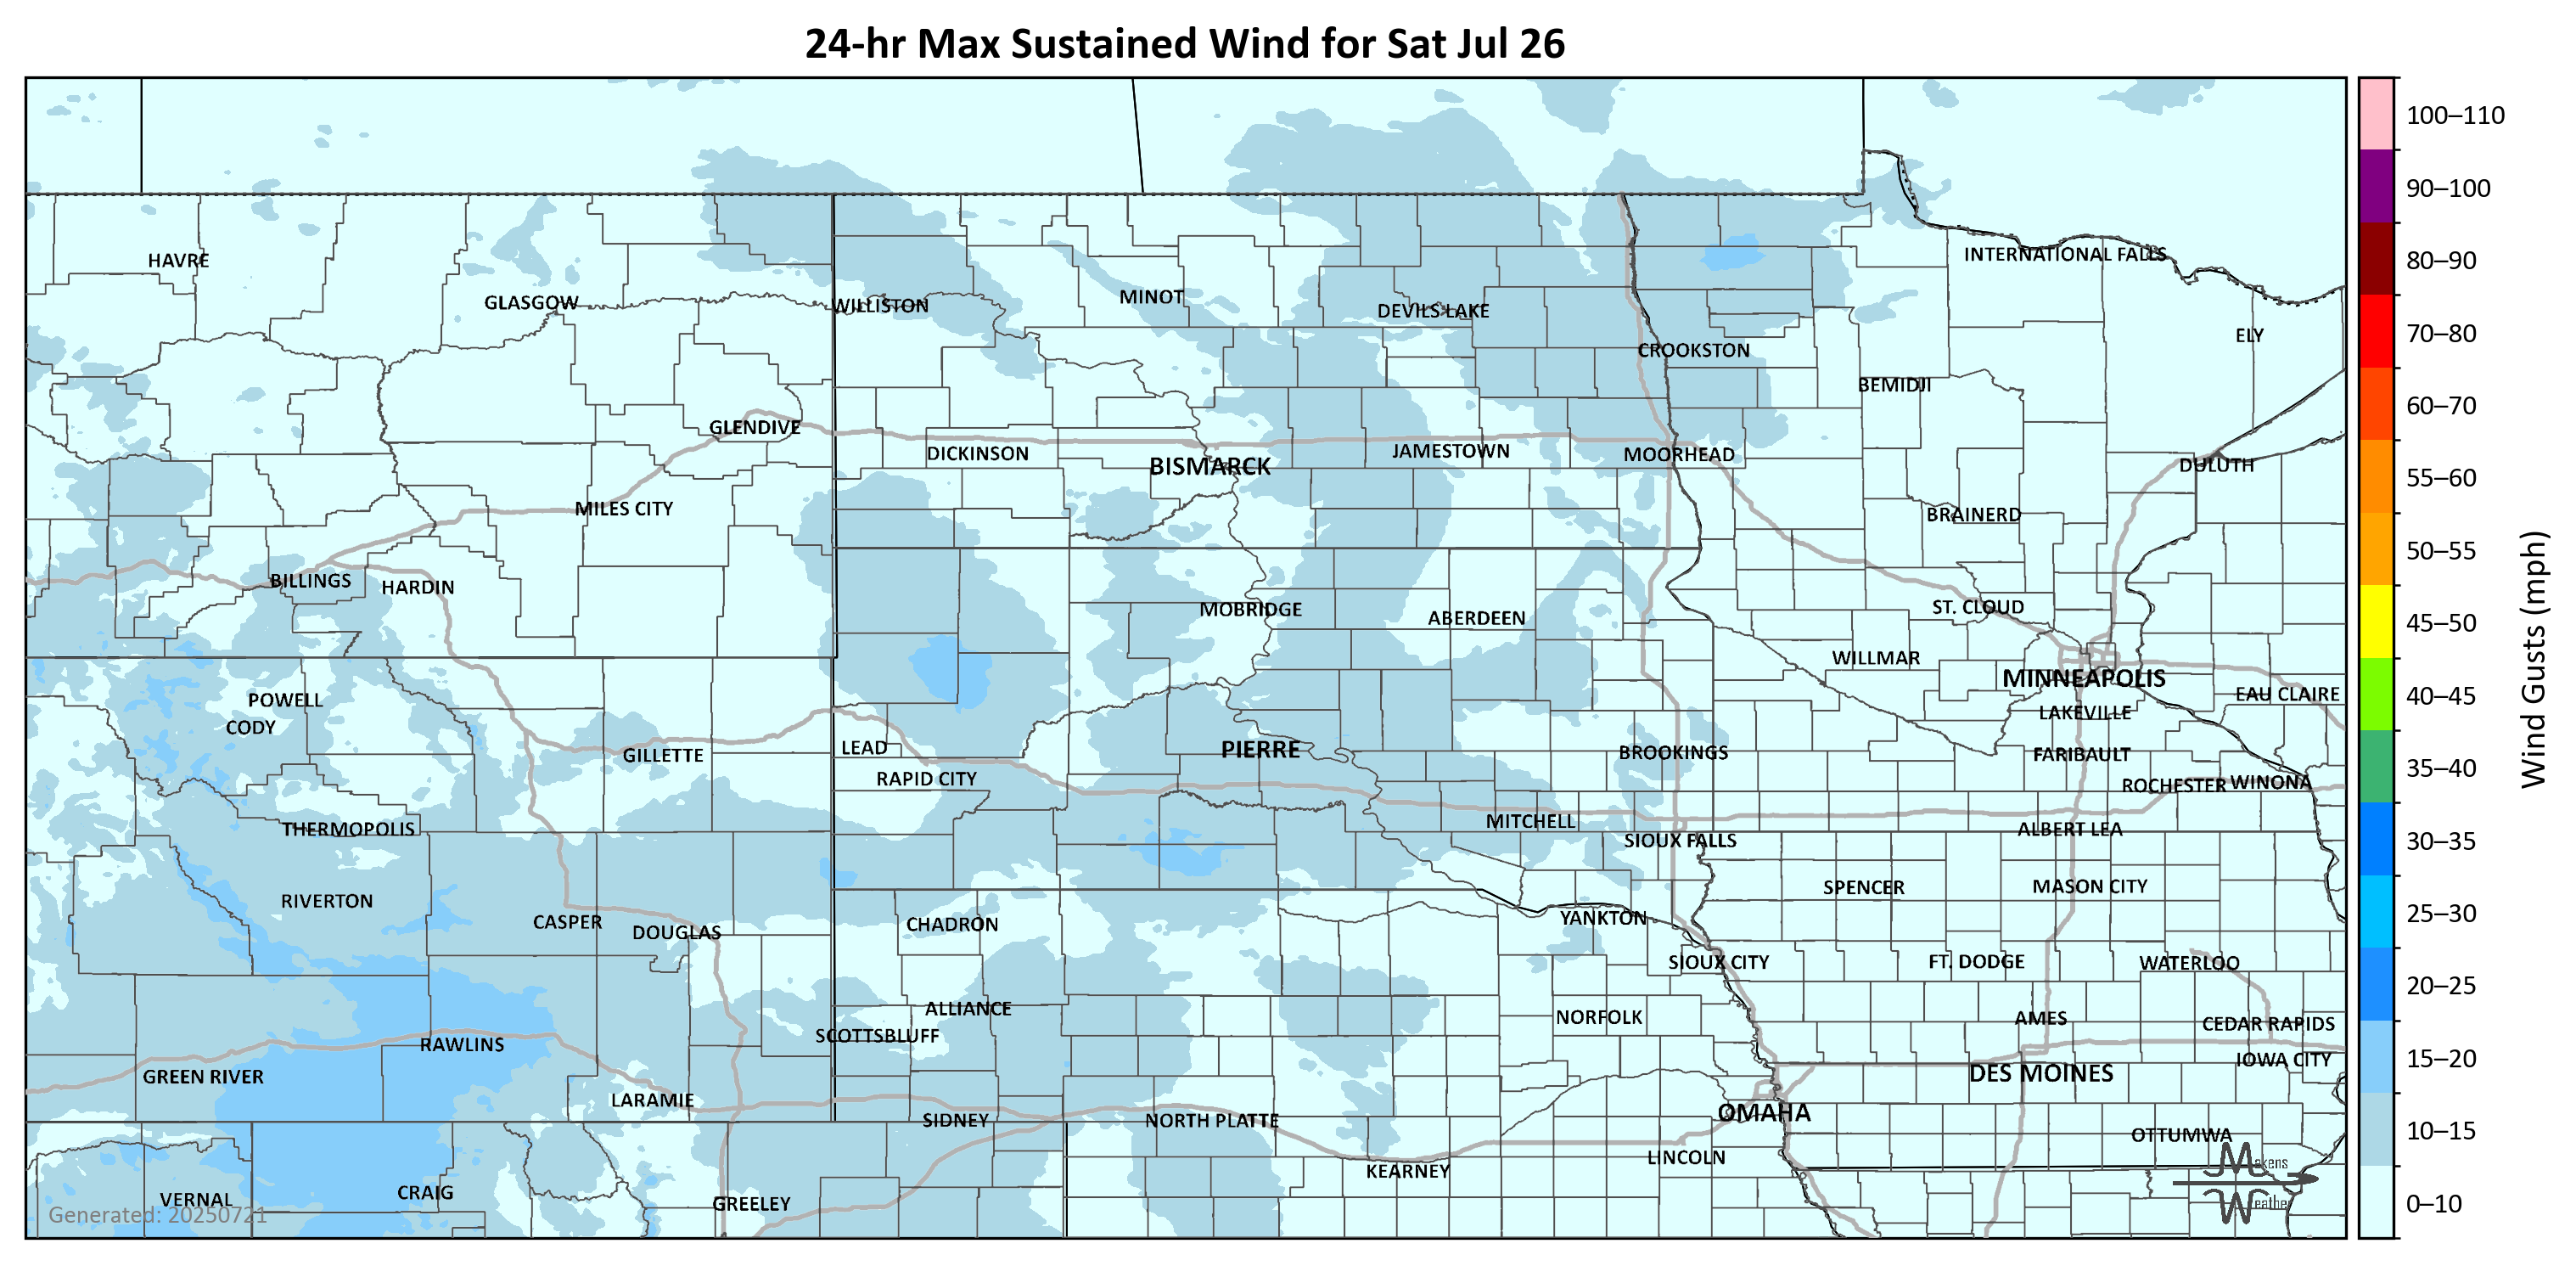 24-hr Max Sustained Wind for Sat Jul 26
100–110
90–100
80–90
70–80
60–70
55–60
50–55
45–50
40–45
35–40
30–35
25–30
20–25
15–20
10–15
0–10
Wind Gusts (mph)
HAVRE
GLASGOW
WILLISTON
MINOT
DEVILS LAKE
INTERNATIONAL FALLS
ELY
CROOKSTON
BEMIDJI
GLENDIVE
DICKINSON
BISMARCK
JAMESTOWN
MOORHEAD
DULUTH
MILES CITY
BRAINERD
BILLINGS
HARDIN
MOBRIDGE
ABERDEEN
ST. CLOUD
WILLMAR
MINNEAPOLIS
EAU CLAIRE
POWELL
CODY
LAKEVILLE
GILLETTE
LEAD
PIERRE
BROOKINGS
FARIBAULT
RAPID CITY
ROCHESTER
WINONA
THERMOPOLIS
MITCHELL
SIOUX FALLS
ALBERT LEA
RIVERTON
SPENCER
MASON CITY
CASPER
DOUGLAS
CHADRON
YANKTON
SIOUX CITY
FT. DODGE
WATERLOO
ALLIANCE
SCOTTSBLUFF
NORFOLK
AMES
CEDAR RAPIDS
RAWLINS
IOWA CITY
GREEN RIVER
DES MOINES
LARAMIE
SIDNEY
NORTH PLATTE
OMAHA
OTTUMWA
LINCOLN
KEARNEY
VERNAL
CRAIG
GREELEY
Makens
Weather
Generated: 20250721